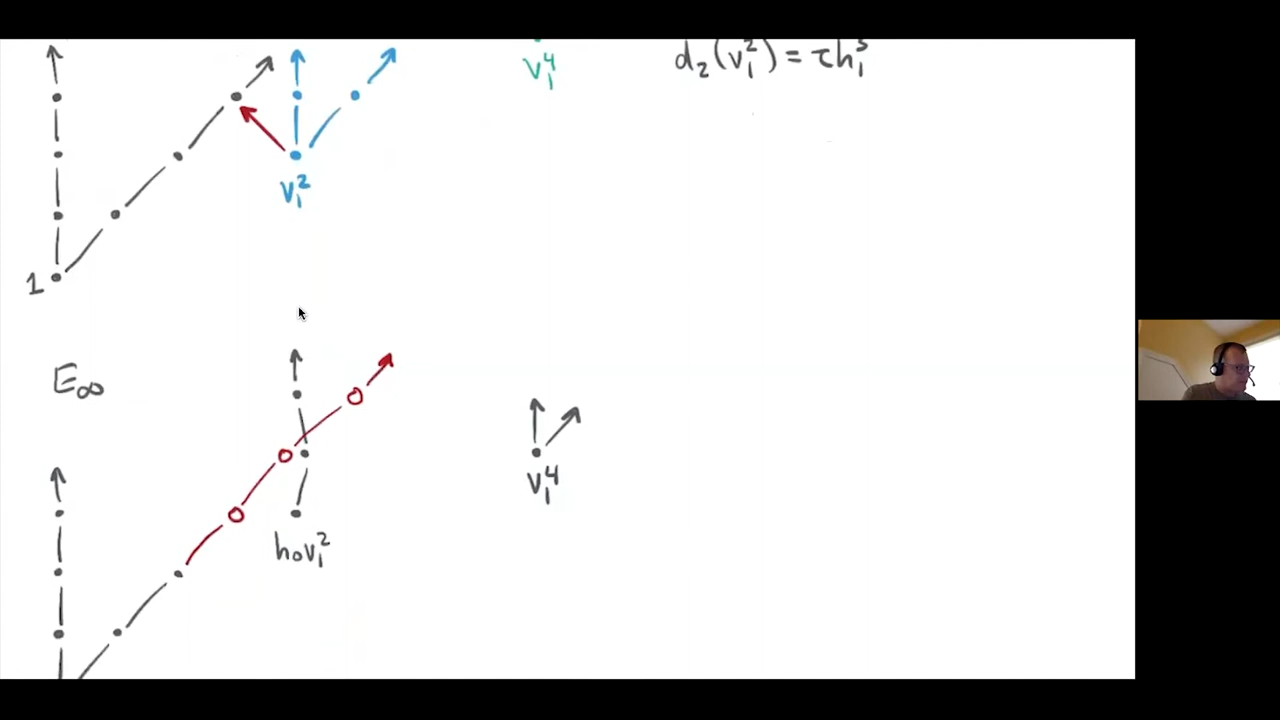 v₁⁴
d₂(v₁²) = τh₁³
v₁²
1
E∞
v₁⁴
h₀v₁²